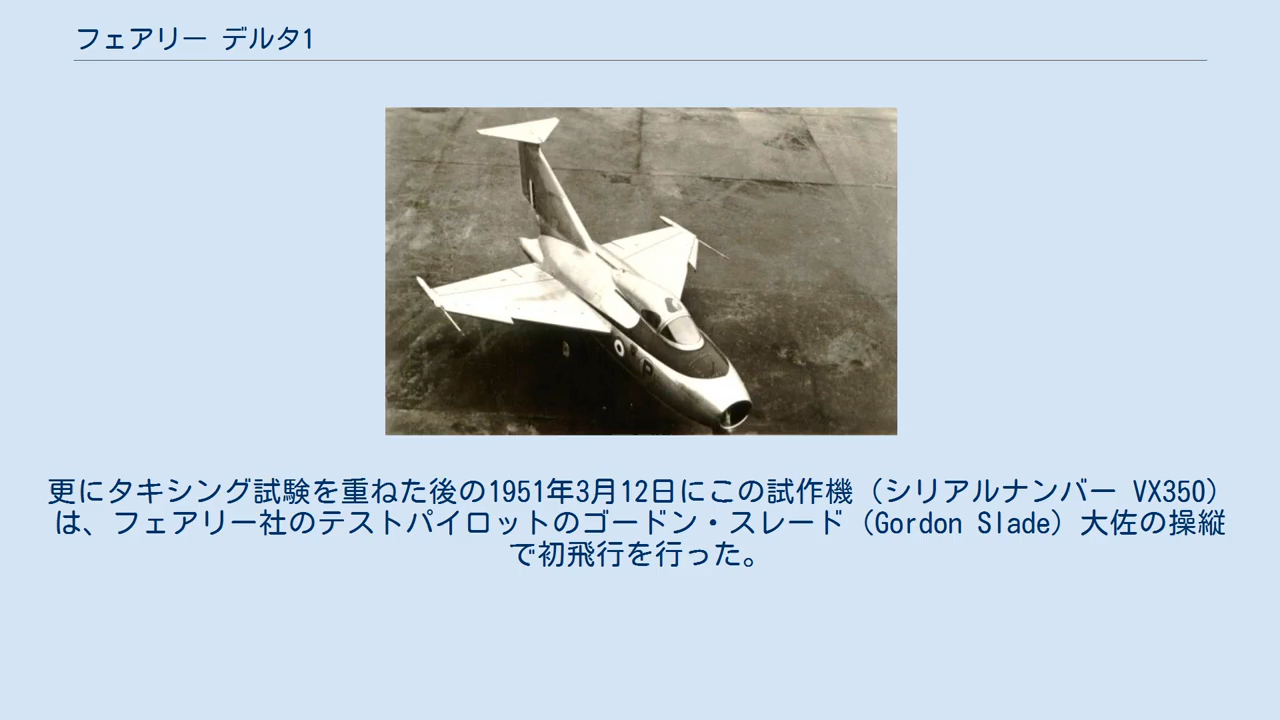 フェアリー デルタ1
P
更にタキシング試験を重ねた後の1951年3月12日にこの試作機（シリアルナンバー VX350）
は、フェアリー社のテストパイロットのゴードン・スレード（Gordon Slade）大佐の操縦
で初飛行を行った。